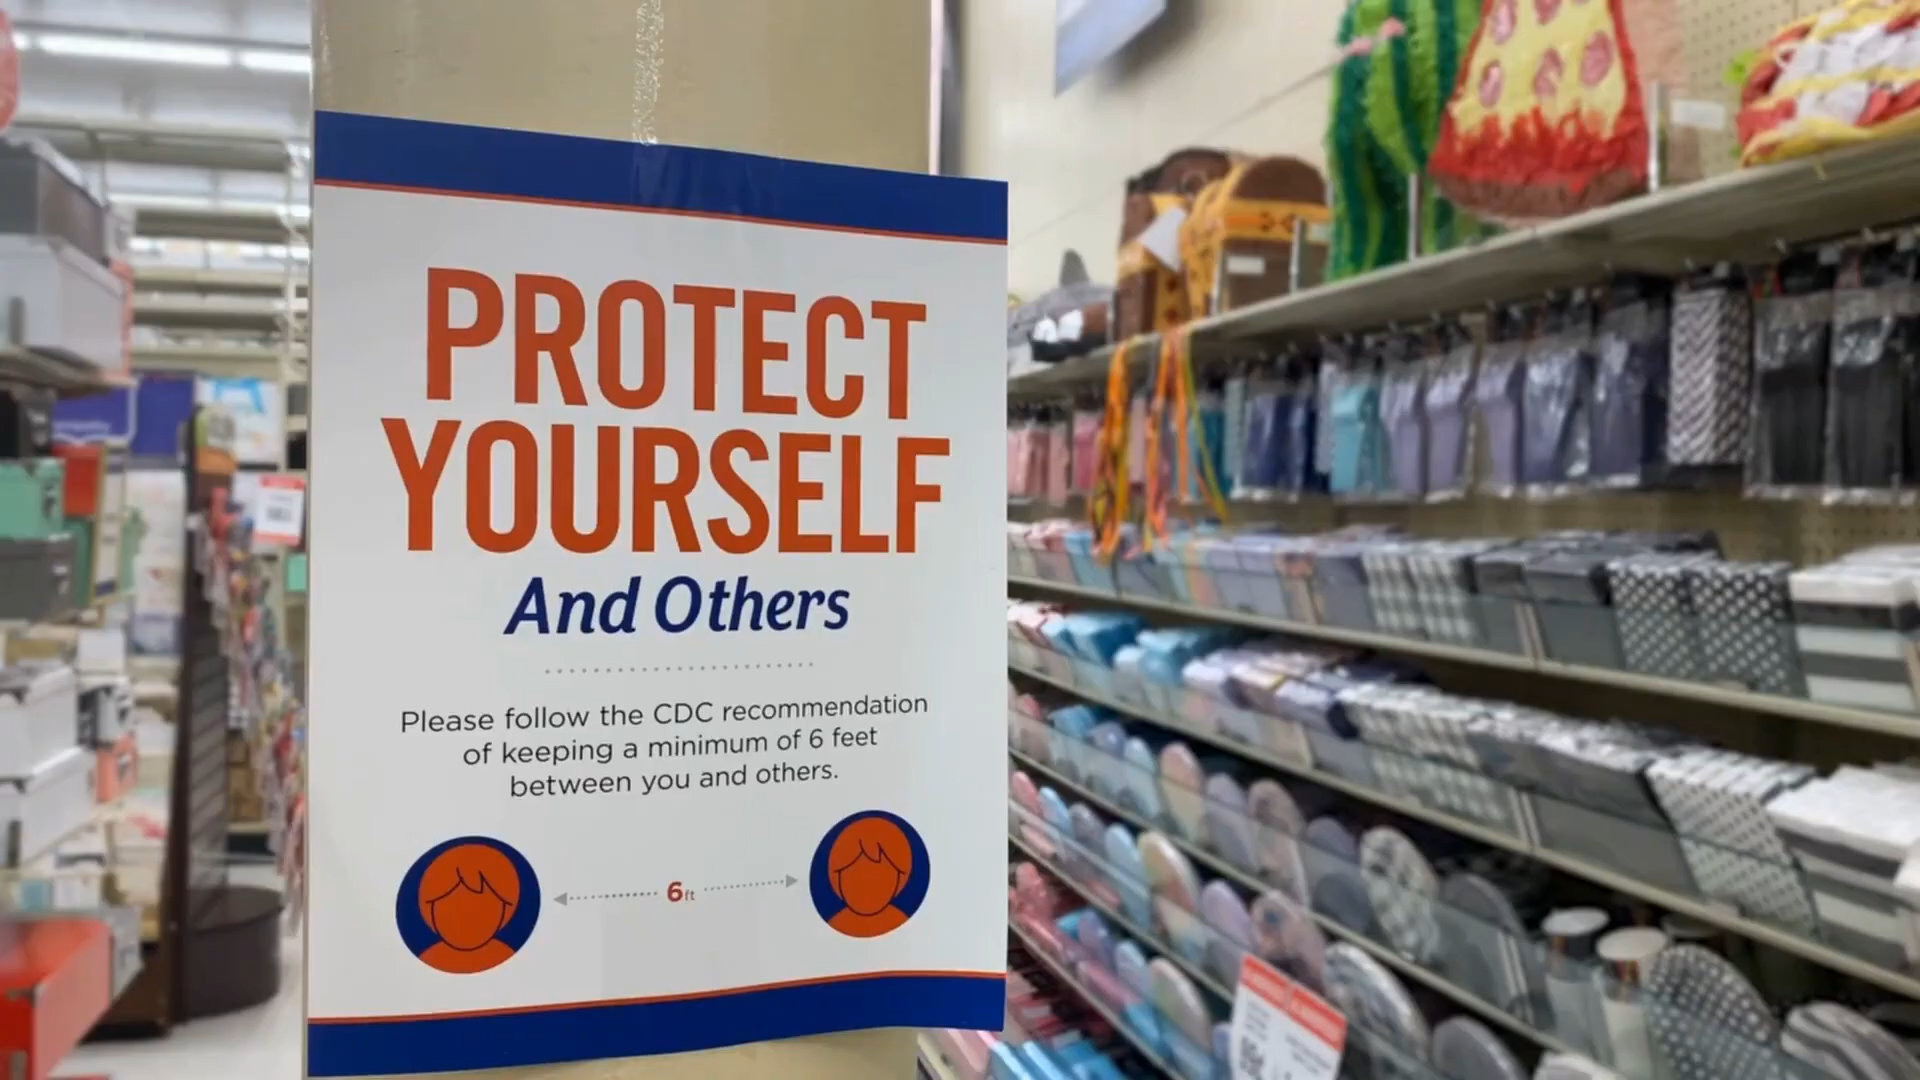 PROTECT
YOURSELF
And Others
Please follow the CDC recommendation
of keeping a minimum of 6 feet
between you and others.
6ft